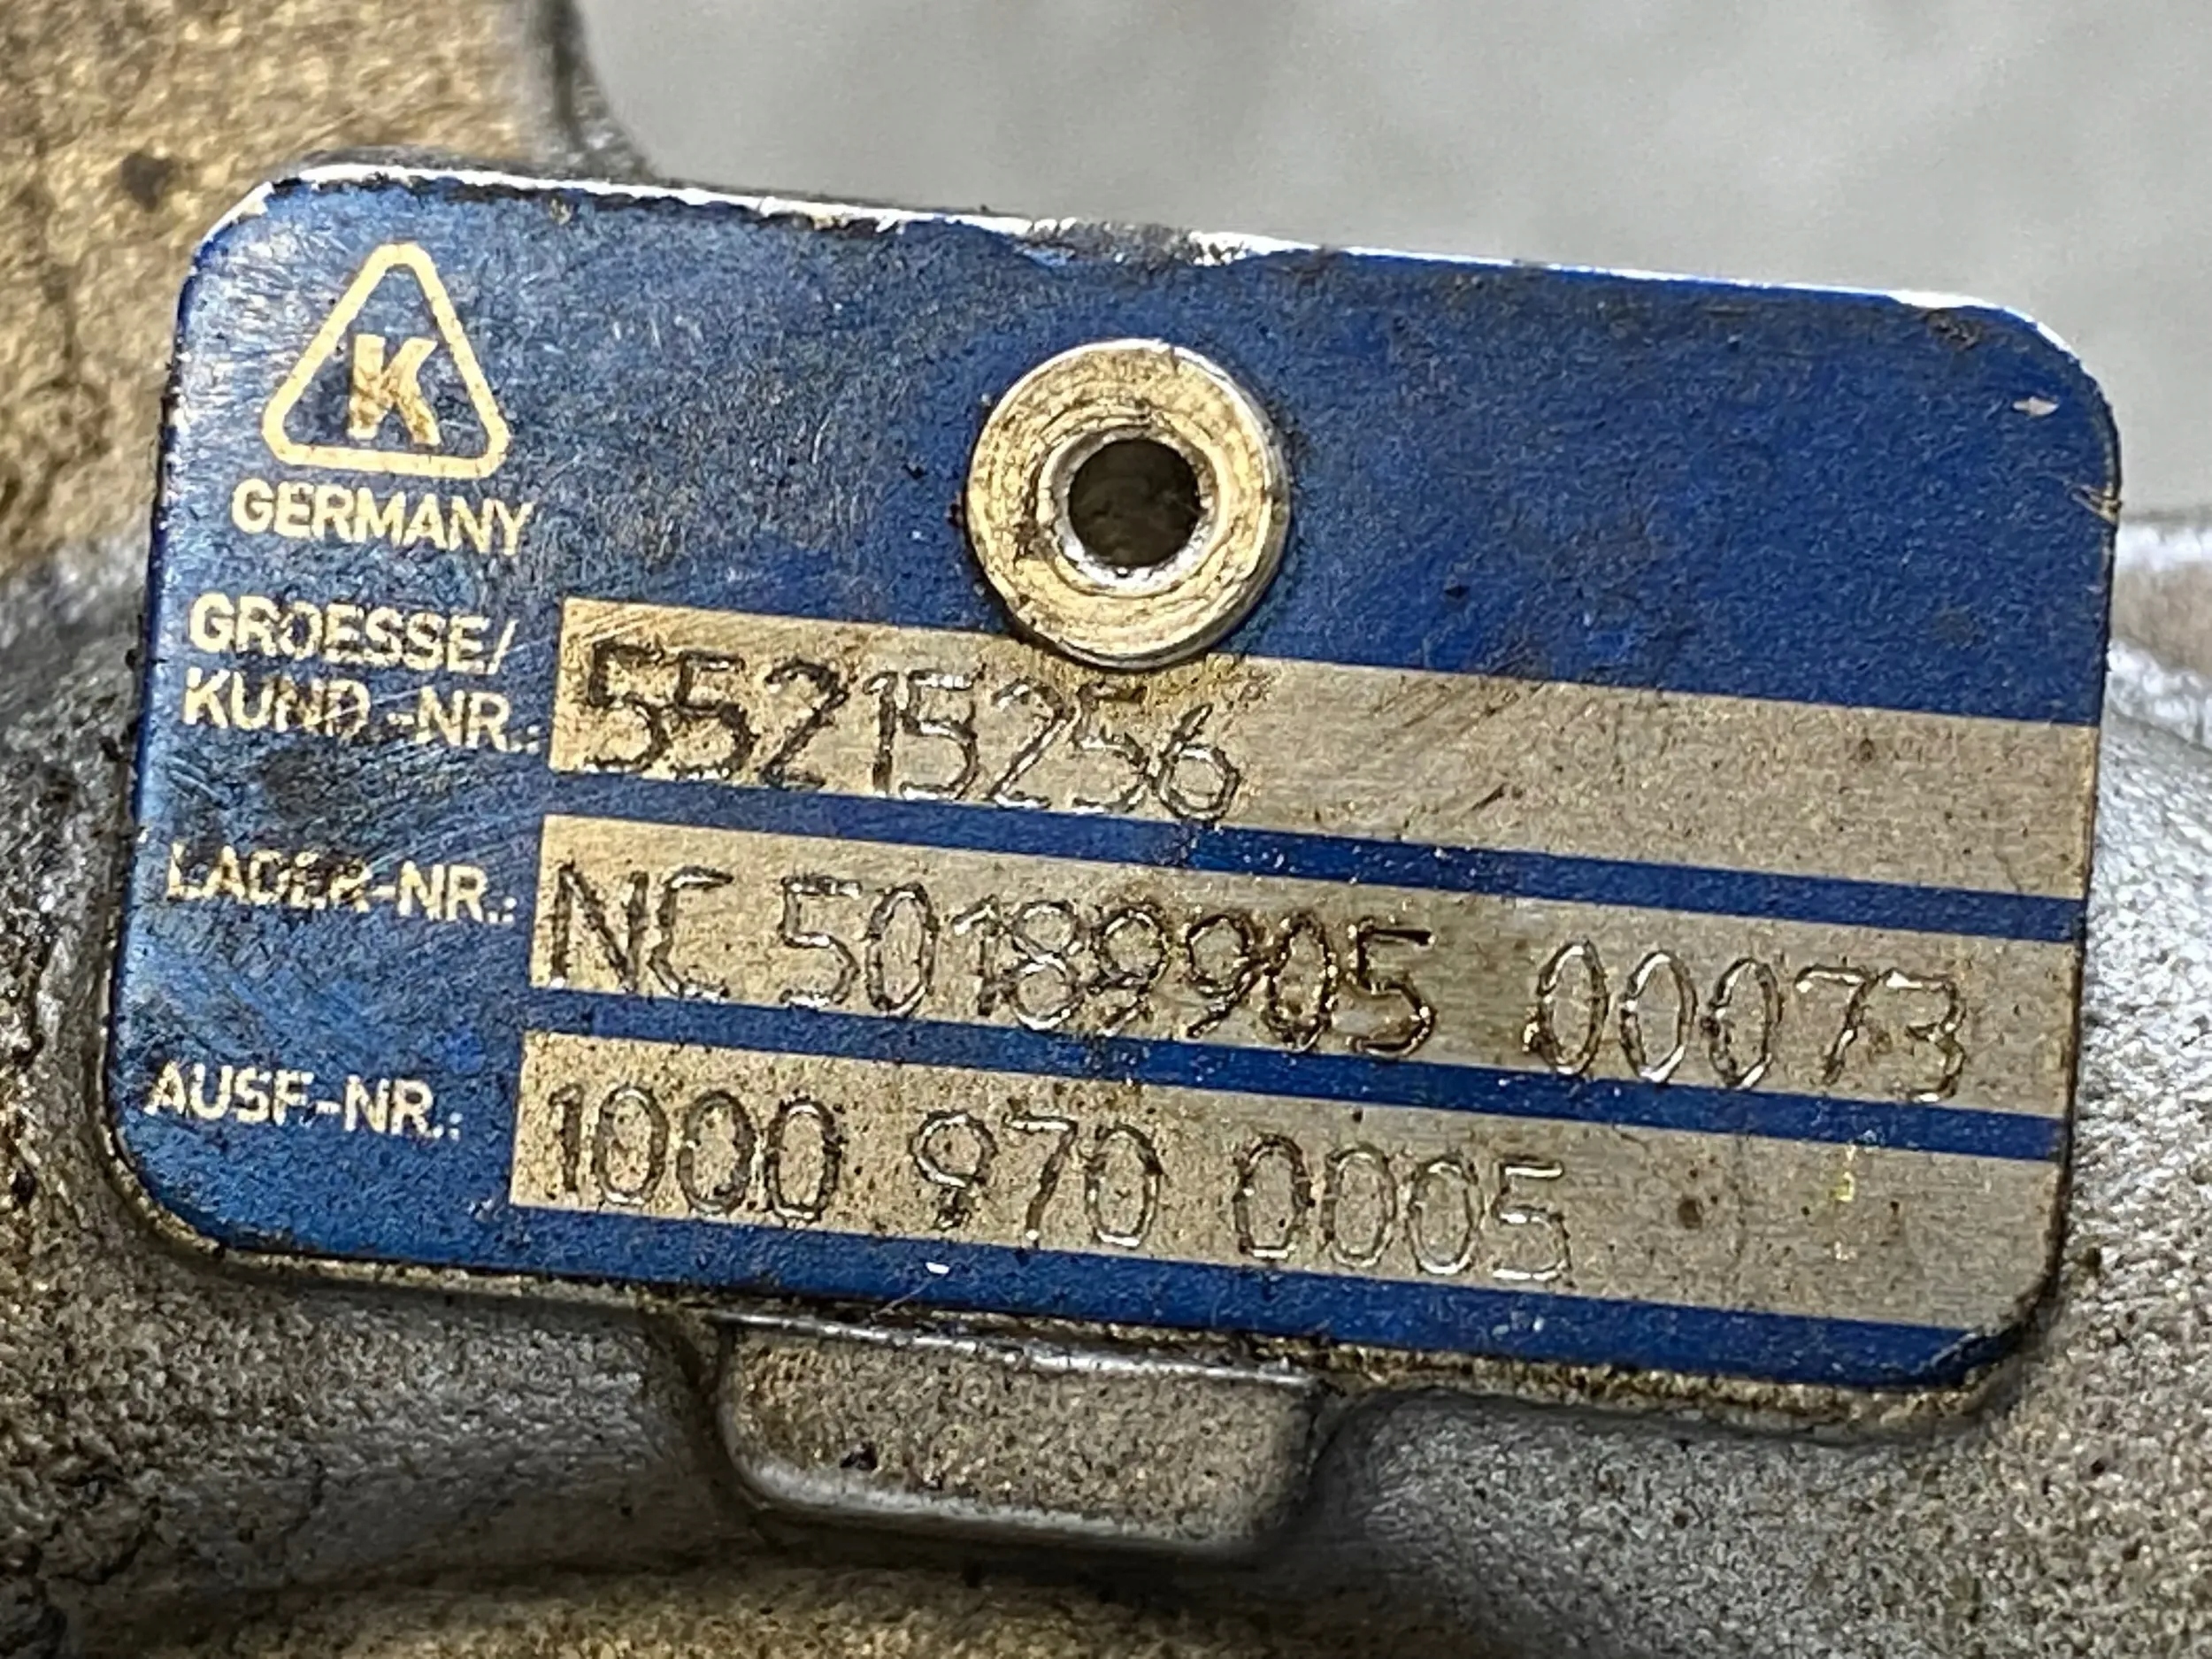 K
GERMANY
GROESSE/
KUND.-NR.: 55215256
LADER-NR.: NC 50189905 00073
AUSF.-NR.: 1000 970 0005